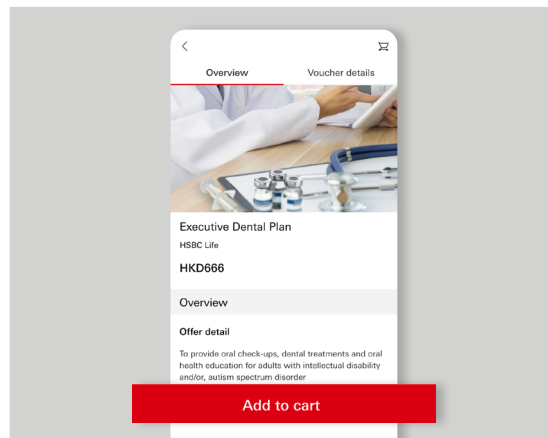 Overview
Voucher details
Executive Dental Plan
HSBC Life
HKD666
Overview
Offer detail
To provide oral check-ups, dental treatments and oral
health education for adults with intellectual disability
and/or, autism spectrum disorder
Add to cart